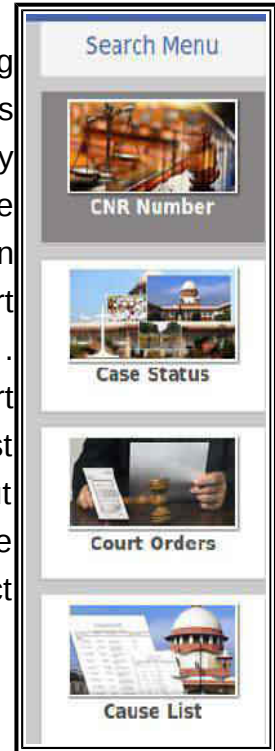 Search Menu
CNR Number
Case Status
Court Orders
Cause List